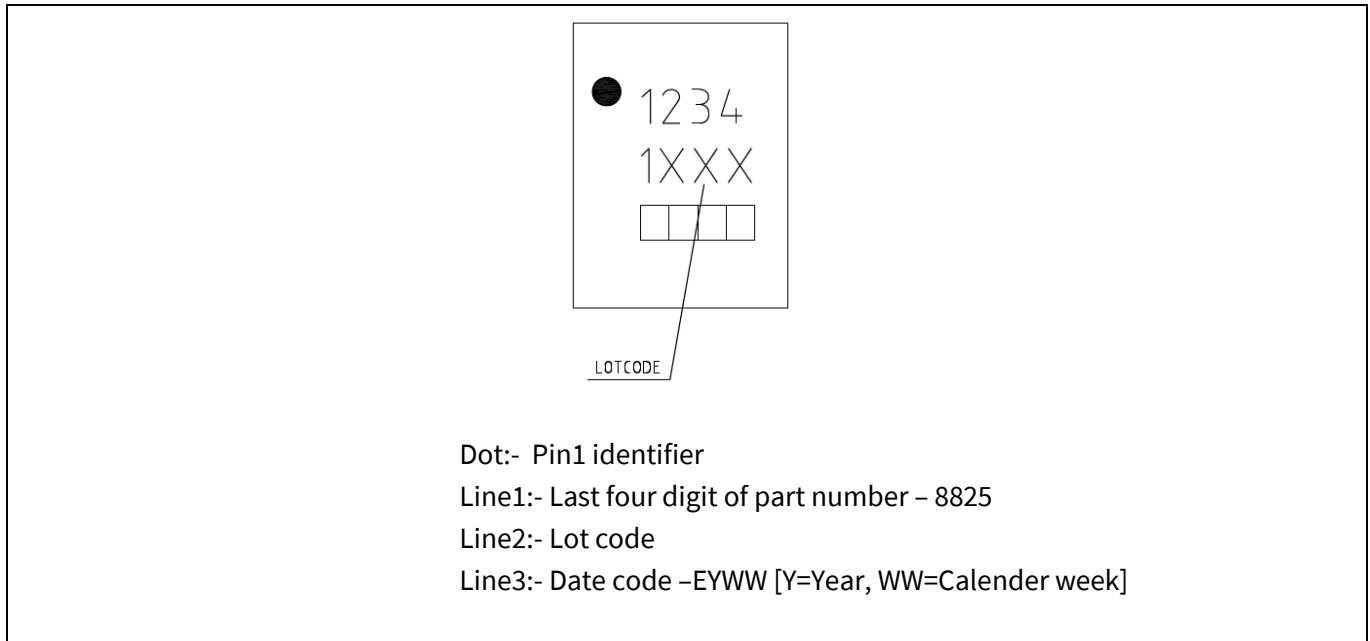 1234
1XXX
LOTCODE
Dot:- Pin1 identifier
Line1:- Last four digit of part number – 8825
Line2:- Lot code
Line3:- Date code –EYWW [Y=Year, WW=Calender week]